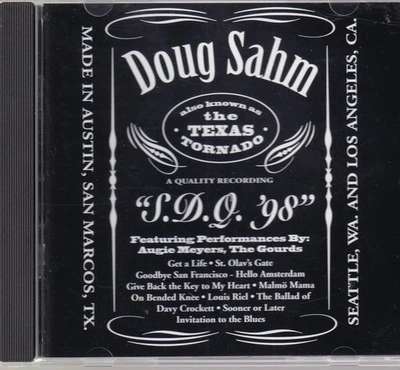 Doug Sahm
also known as
the
TEXAS
TORNADO
A QUALITY RECORDING
"S.D.Q. '98"
Featuring Performances By:
Augie Meyers, The Gourds
Get a Life • St. Olav's Gate
Goodbye San Francisco - Hello Amsterdam
Give Back the Key to My Heart • Malmö Mama
On Bended Knee • Louis Riel • The Ballad of
Davy Crockett • Sooner or Later
Invitation to the Blues
MADE IN AUSTIN, SAN MARCOS, TX.
SEATTLE, WA. AND LOS ANGELES, CA.